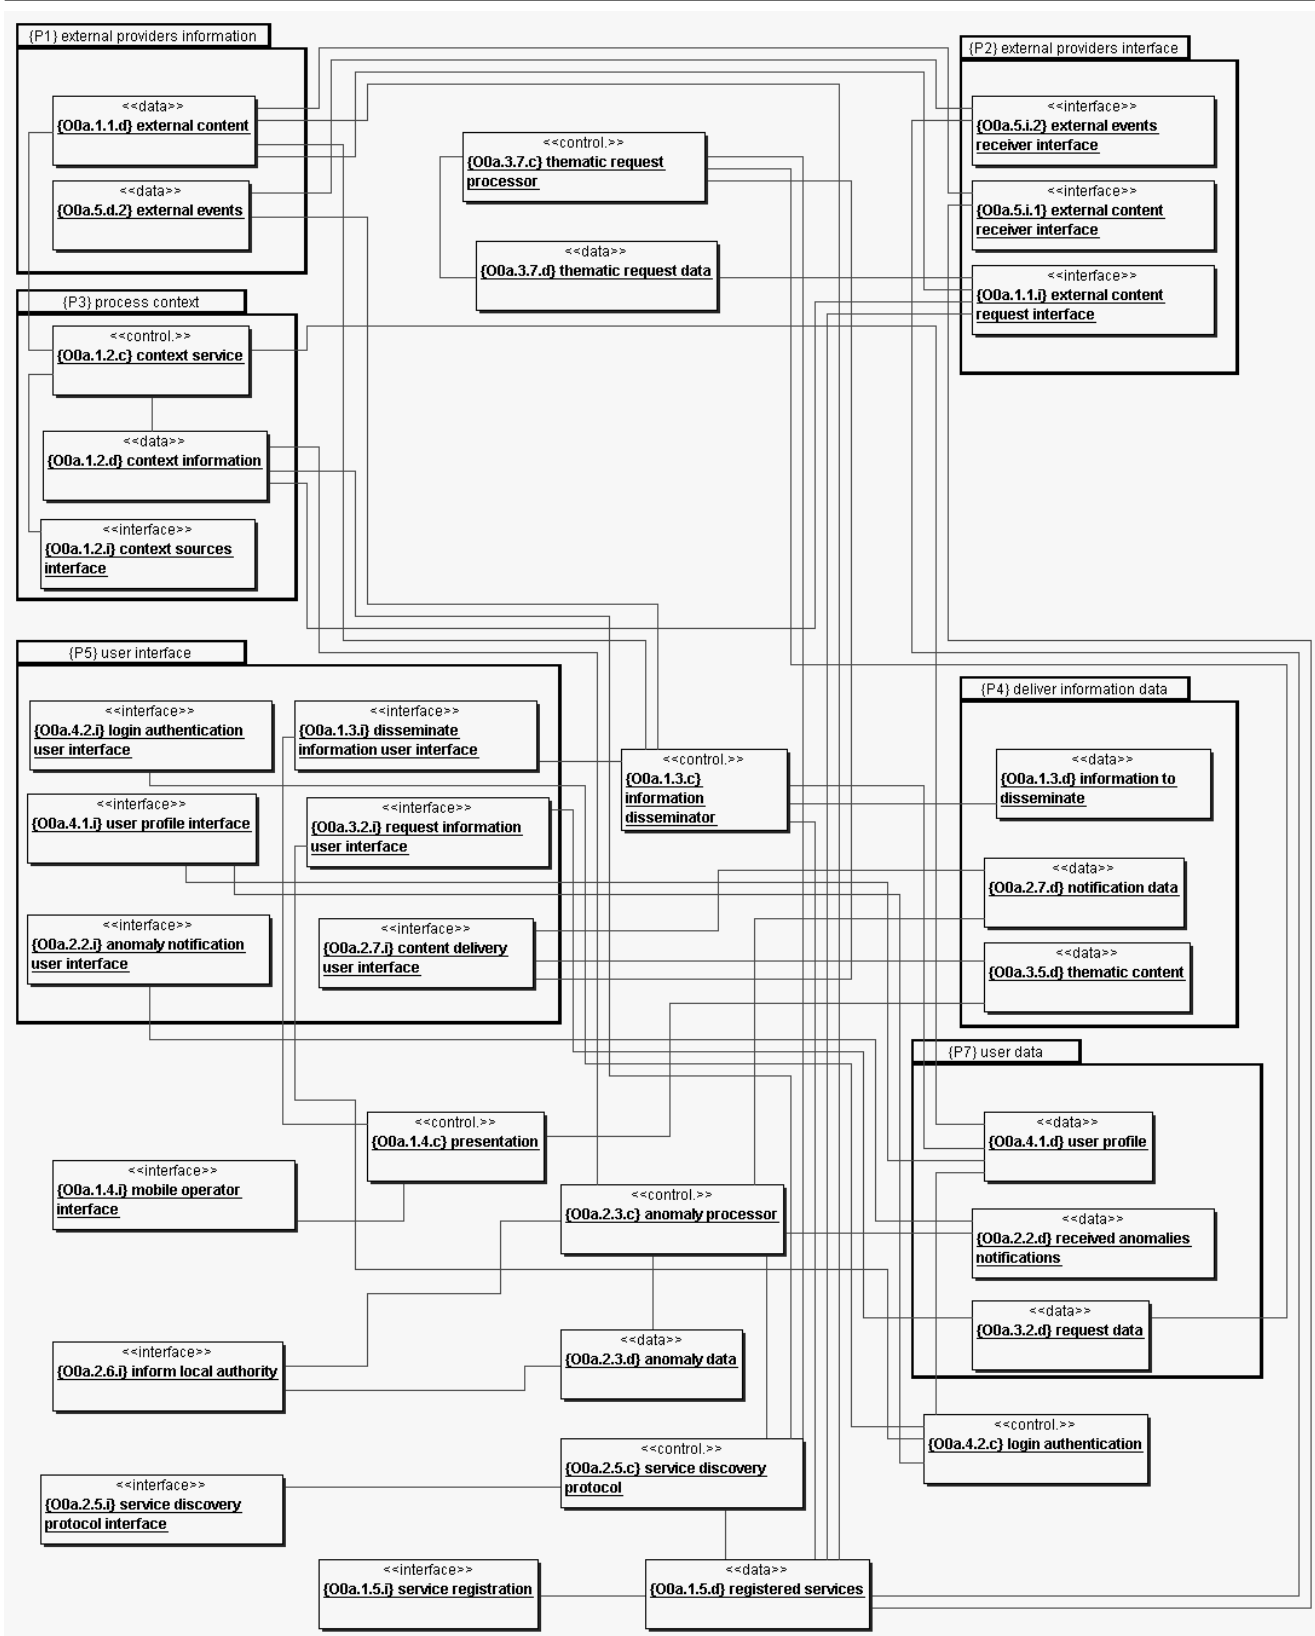 {P1} external providers information
<<data>>
{O0a.1.1.d} external content
<<data>>
{O0a.5.d.2} external events
{P2} external providers interface
<<interface>>
{O0a.5.i.2} external events
receiver interface
<<interface>>
{O0a.5.i.1} external content
receiver interface
<<interface>>
{O0a.1.1.i} external content
request interface
<<control.>>
{O0a.3.7.c} thematic request
processor
<<data>>
{O0a.3.7.d} thematic request data
{P3} process context
<<control.>>
{O0a.1.2.c} context service
<<data>>
{O0a.1.2.d} context information
<<interface>>
{O0a.1.2.i} context sources
interface
{P5} user interface
<<interface>>
{O0a.4.2.i} login authentication
user interface
<<interface>>
{O0a.1.3.i} disseminate
information user interface
<<interface>>
{O0a.4.1.i} user profile interface
<<interface>>
{O0a.3.2.i} request information
user interface
<<interface>>
{O0a.2.2.i} anomaly notification
user interface
<<interface>>
{O0a.2.7.i} content delivery
user interface
<<control.>>
{O0a.1.3.c}
information
disseminator
{P4} deliver information data
<<data>>
{O0a.1.3.d} information to
disseminate
<<data>>
{O0a.2.7.d} notification data
<<data>>
{O0a.3.5.d} thematic content
{P7} user data
<<data>>
{O0a.4.1.d} user profile
<<data>>
{O0a.2.2.d} received anomalies
notifications
<<data>>
{O0a.3.2.d} request data
<<control.>>
{O0a.1.4.c} presentation
<<interface>>
{O0a.1.4.i} mobile operator
interface
<<control.>>
{O0a.2.3.c} anomaly processor
<<interface>>
{O0a.2.6.i} inform local authority
<<data>>
{O0a.2.3.d} anomaly data
<<control.>>
{O0a.4.2.c} login authentication
<<control.>>
{O0a.2.5.c} service discovery
protocol
<<interface>>
{O0a.2.5.i} service discovery
protocol interface
<<interface>>
{O0a.1.5.i} service registration
<<data>>
{O0a.1.5.d} registered services